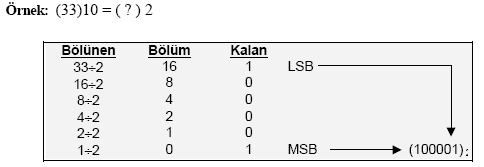 Örnek: (33)10 = ( ? ) 2
Bölünen Bölüm Kalan
33÷2 16 1 LSB
16÷2 8 0
8÷2 4 0
4÷2 2 0
2÷2 1 0
1÷2 0 1 MSB (100001)